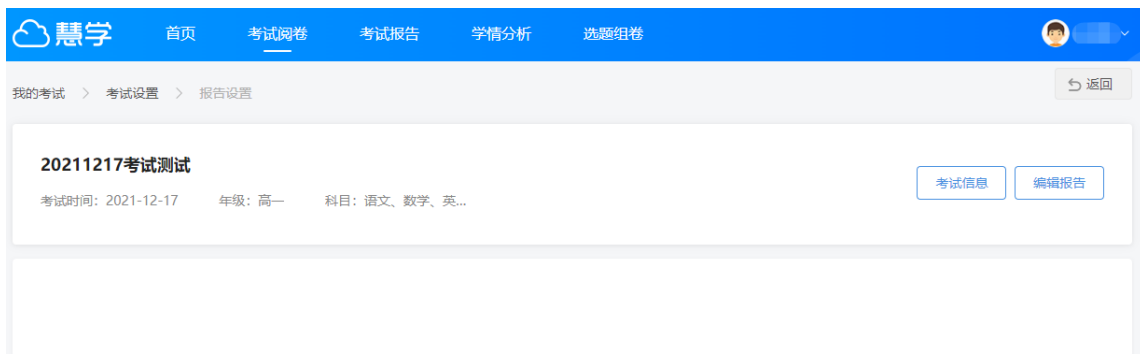 慧学 首页 考试阅卷 考试报告 学情分析 选题组卷
我的考试 > 考试设置 > 报告设置 返回
20211217考试测试
考试信息 编辑报告
考试时间：2021-12-17 年级：高一 科目：语文、数学、英...